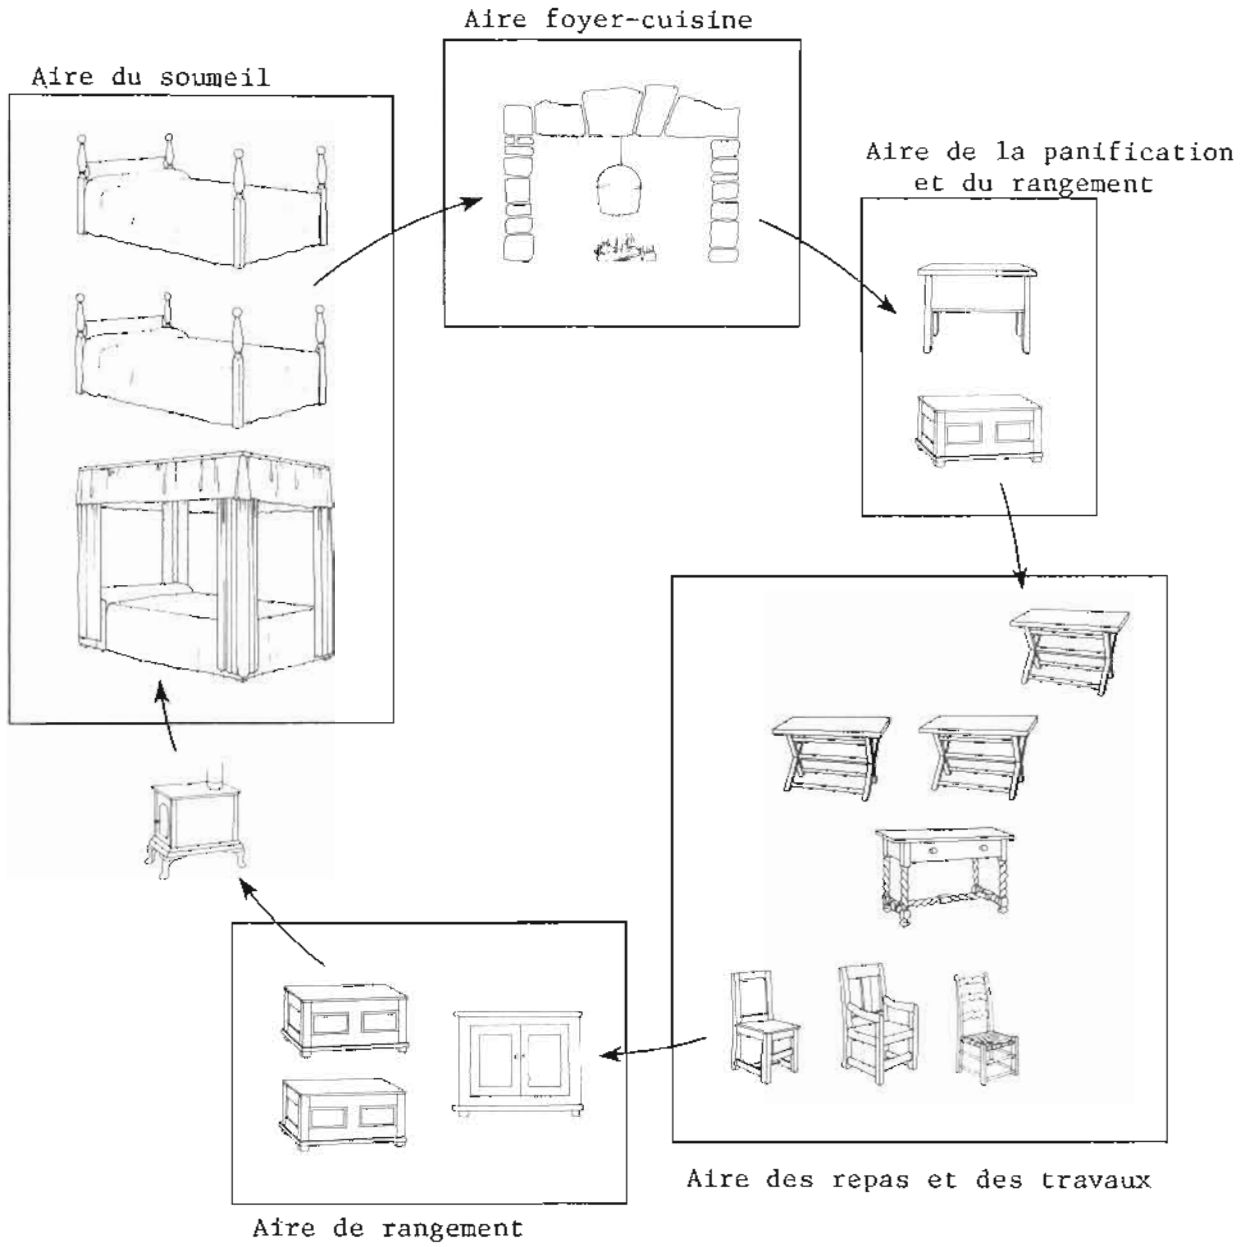 Aire foyer-cuisine
Aire du soumeil
Aire de la panification
et du rangement
Aire des repas et des travaux
Aire de rangement